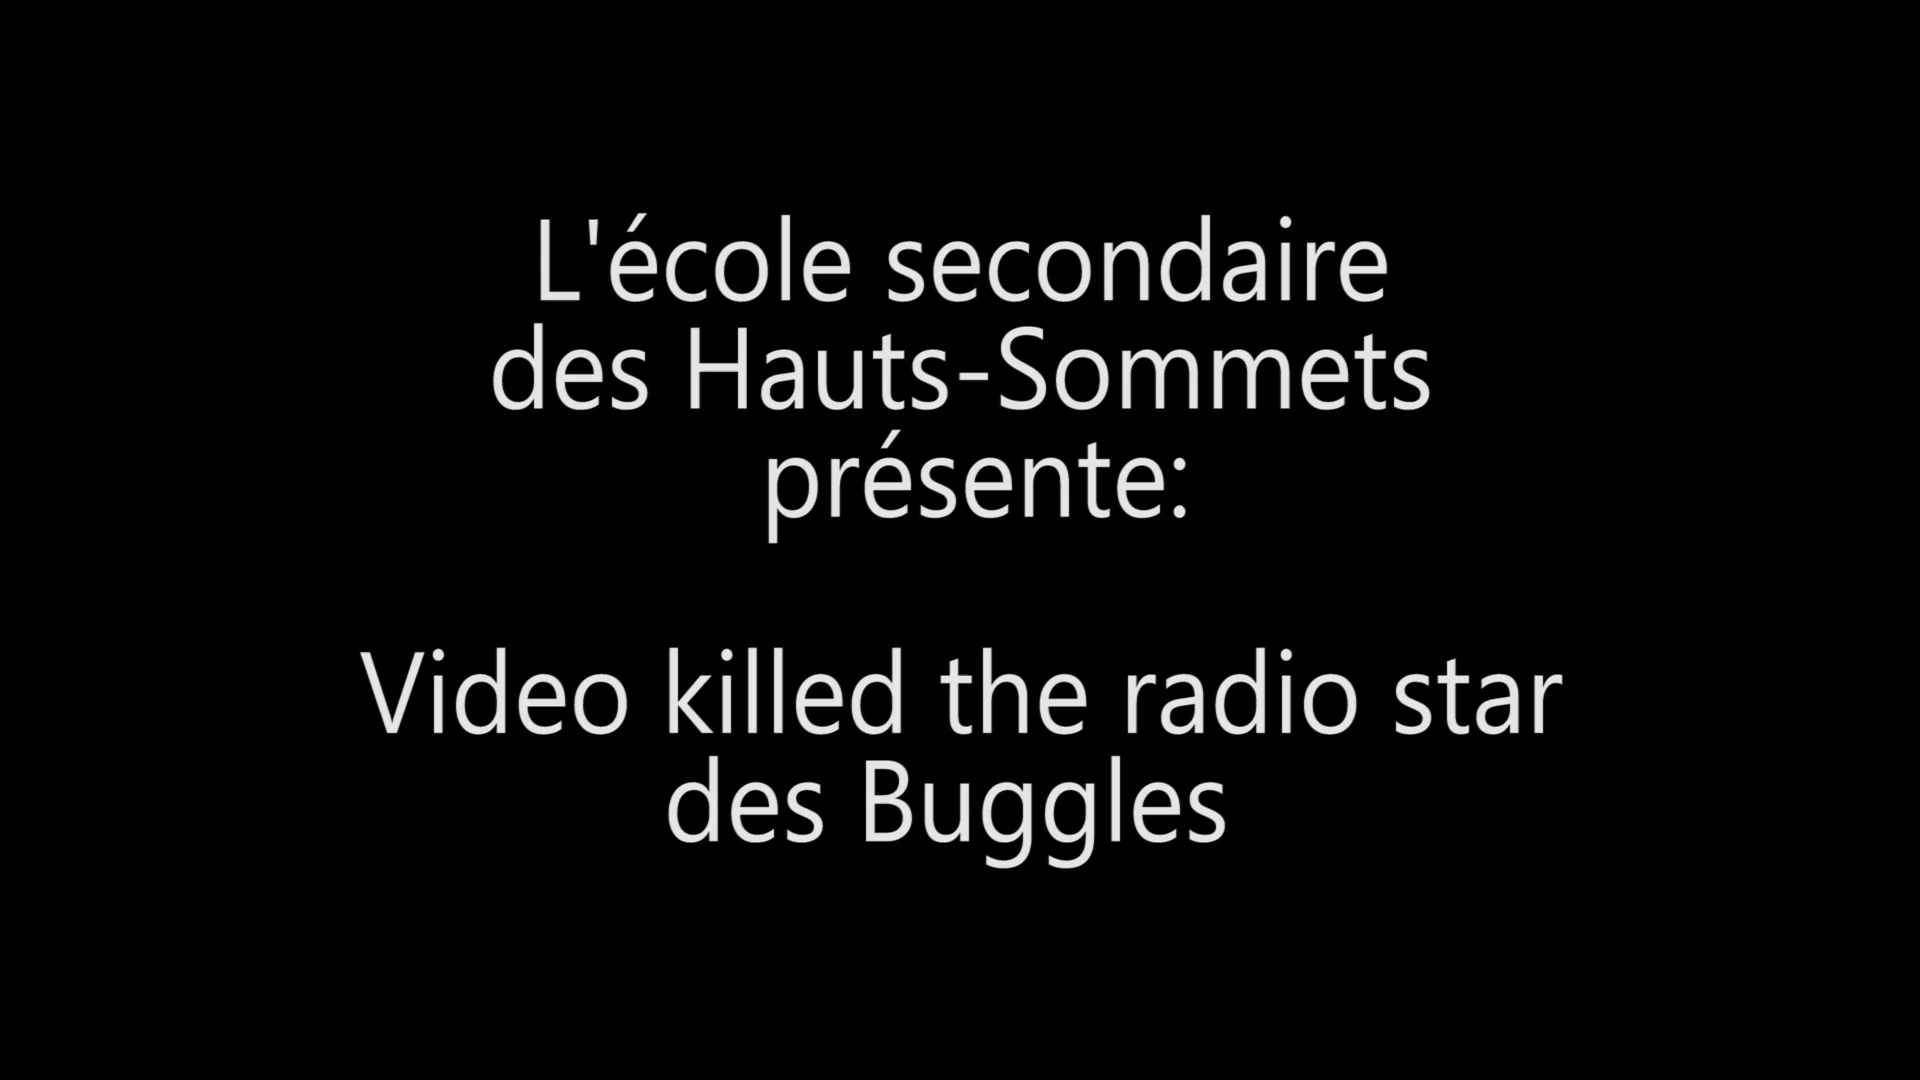 L'école secondaire
des Hauts-Sommets
présente:
Video killed the radio star
des Buggles